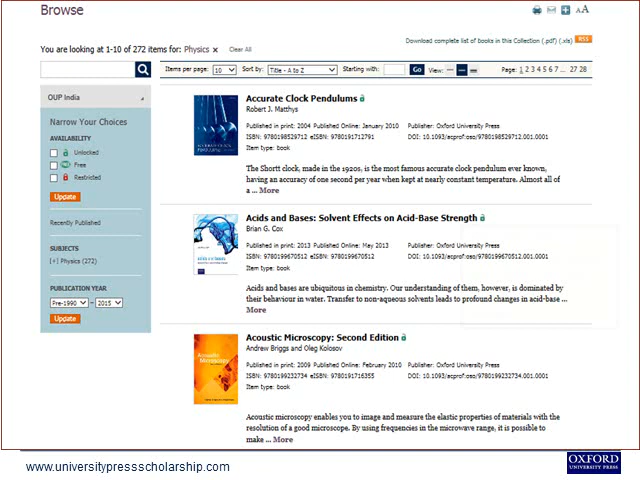 Browse
You are looking at 1-10 of 272 items for: Physics x Clear All
Download complete list of books in this Collection (.pdf) (.xls) RSS
Items per page: 10 Sort by: Title - A to Z Starting with: Go View: Page: 1 2 3 4 5 6 7 ... 27 28
OUP India
Narrow Your Choices
AVAILABILITY
Unlocked
Free
Restricted
Update
Recently Published
SUBJECTS
[+] Physics (272)
PUBLICATION YEAR
Pre-1990 – 2015
Update
Accurate Clock Pendulums
Robert J. Matthys
Published in print: 2004 Published Online: January 2010 Publisher: Oxford University Press
ISBN: 9780198529712 eISBN: 9780191712791 DOI: 10.1093/acprof:oso/9780198529712.001.0001
Item type: book
The Shortt clock, made in the 1920s, is the most famous accurate clock pendulum ever known,
having an accuracy of one second per year when kept at nearly constant temperature. Almost all of
a ... More
Acids and Bases: Solvent Effects on Acid-Base Strength
Brian G. Cox
Published in print: 2013 Published Online: May 2013 Publisher: Oxford University Press
ISBN: 9780199670512 eISBN: 9780199670512 DOI: 10.1093/acprof:oso/9780199670512.001.0001
Item type: book
Acids and bases are ubiquitous in chemistry. Our understanding of them, however, is dominated by
their behaviour in water. Transfer to non-aqueous solvents leads to profound changes in acid-base ...
More
Acoustic Microscopy: Second Edition
Andrew Briggs and Oleg Kolosov
Published in print: 2009 Published Online: February 2010 Publisher: Oxford University Press
ISBN: 9780199232734 eISBN: 9780191716355 DOI: 10.1093/acprof:oso/9780199232734.001.0001
Item type: book
Acoustic microscopy enables you to image and measure the elastic properties of materials with the
resolution of a good microscope. By using frequencies in the microwave range, it is possible to
make ... More
Acoustic
Microscopy
www.universitypressscholarship.com
OXFORD
UNIVERSITY PRESS